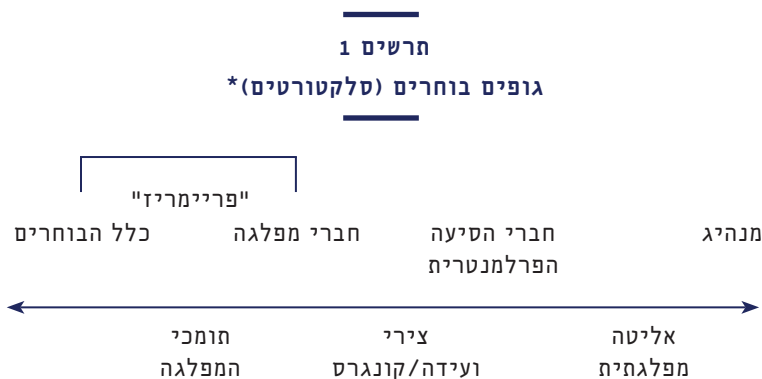 תרשים 1
גופים בוחרים (סלקטורטים)*
"פריימריז"
מנהיג
חברי הסיעה
הפרלמנטרית
חברי מפלגה
כלל הבוחרים
אליטה
מפלגתית
צירי
ועידה/קונגרס
תומכי
המפלגה